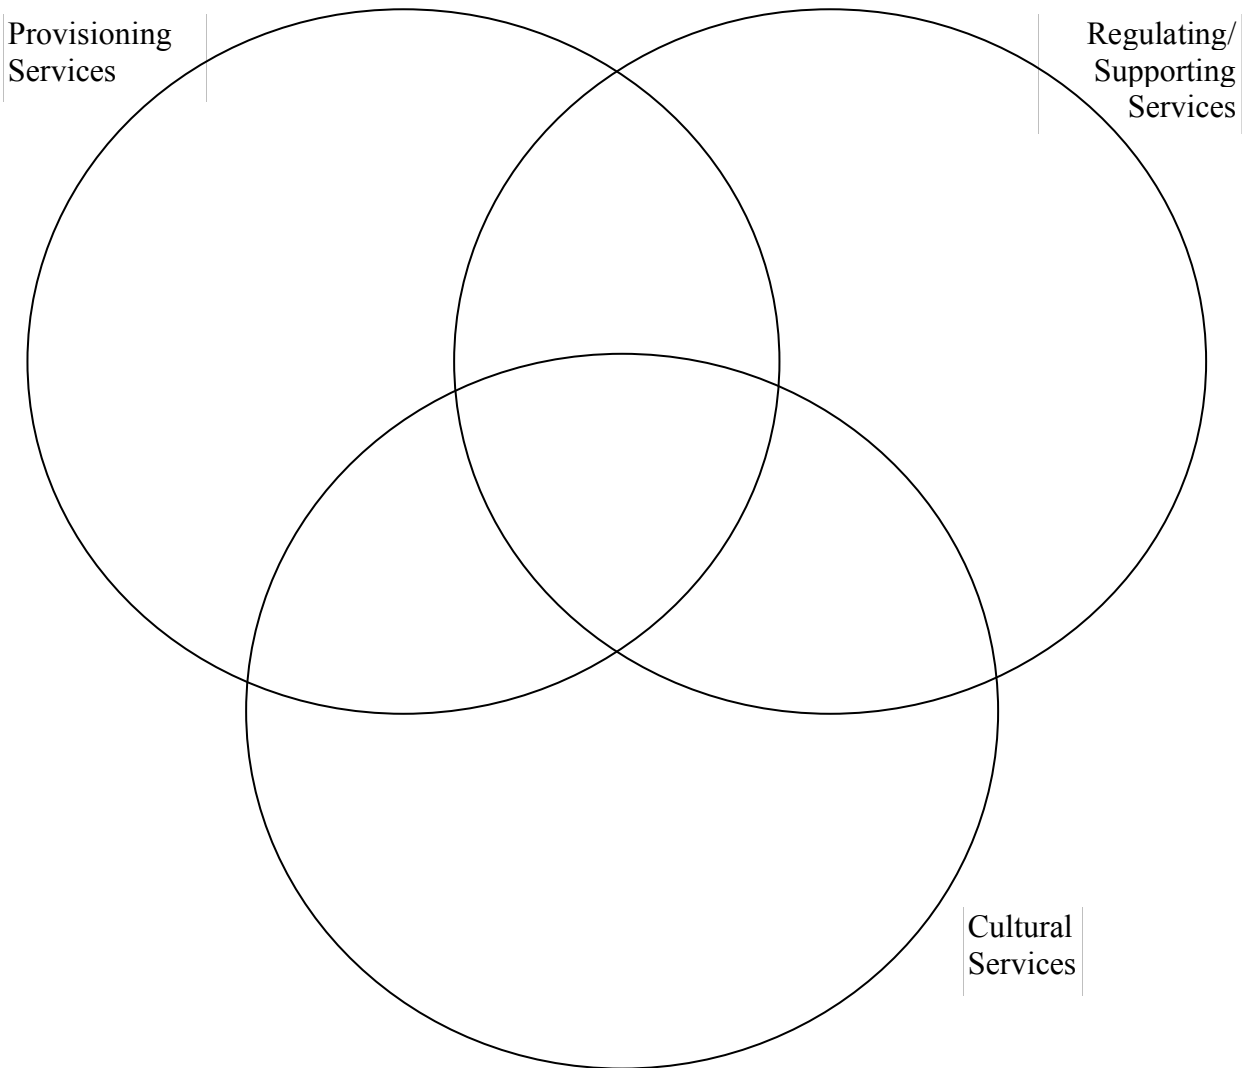 Provisioning
Services
Regulating/
Supporting
Services
Cultural
Services